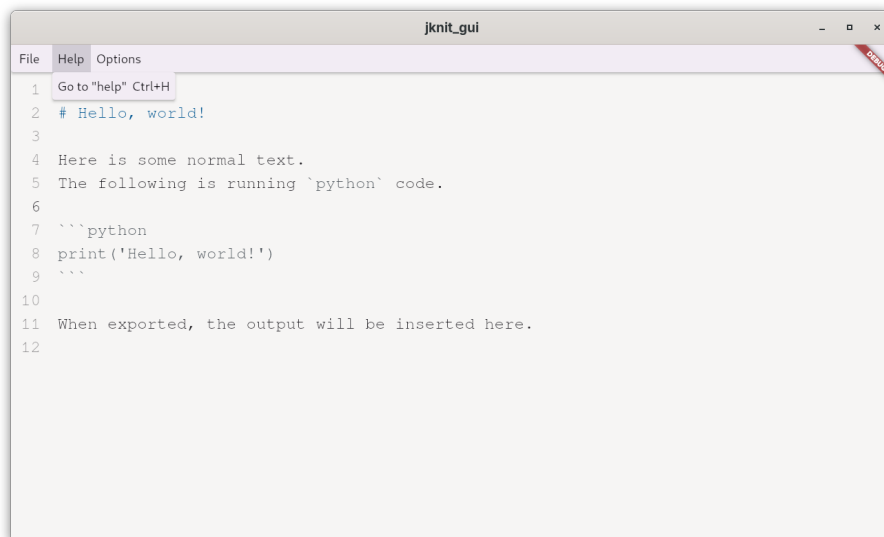 jknit_gui
File Help Options
DEBUG
Go to "help" Ctrl+H
1
2 # Hello, world!
3
4 Here is some normal text.
5 The following is running `python` code.
6
7 ```python
8 print('Hello, world!')
9 ```
10
11 When exported, the output will be inserted here.
12